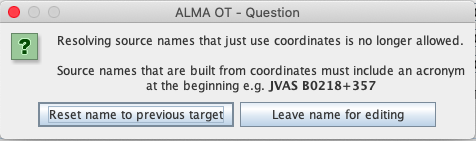 ALMA OT - Question
Resolving source names that just use coordinates is no longer allowed.
Source names that are built from coordinates must include an acronym
at the beginning e.g. JVAS B0218+357
Reset name to previous target
Leave name for editing